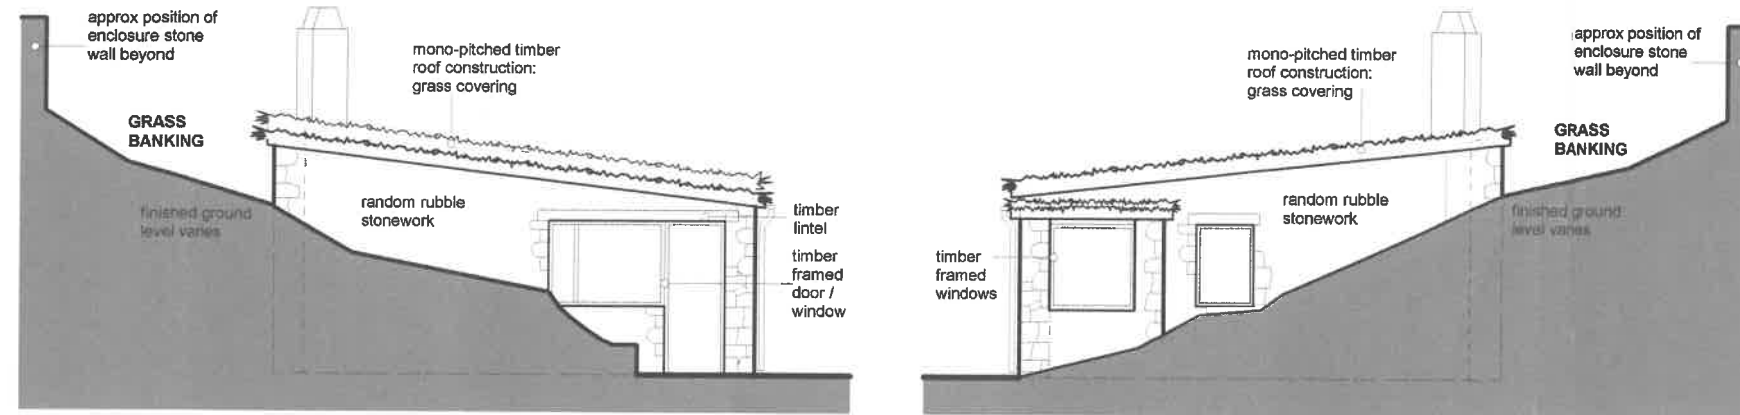 approx position of
enclosure stone
wall beyond
mono-pitched timber
roof construction:
grass covering
GRASS
BANKING
random rubble
stonework
finished ground
level varies
timber
lintel
timber
framed
door /
window
mono-pitched timber
roof construction:
grass covering
approx position of
enclosure stone
wall beyond
GRASS
BANKING
random rubble
stonework
finished ground
level varies
timber
framed
windows